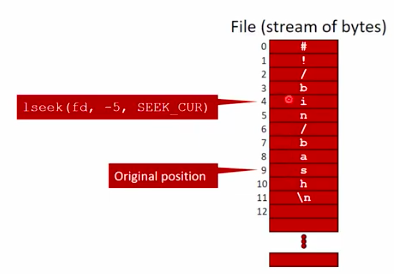 File (stream of bytes)
0 #
1 !
2 /
3 b
lseek(fd, -5, SEEK_CUR) 4 i
5 n
6 /
7 b
8 a
Original position 9 s
10 h
11 \n
12